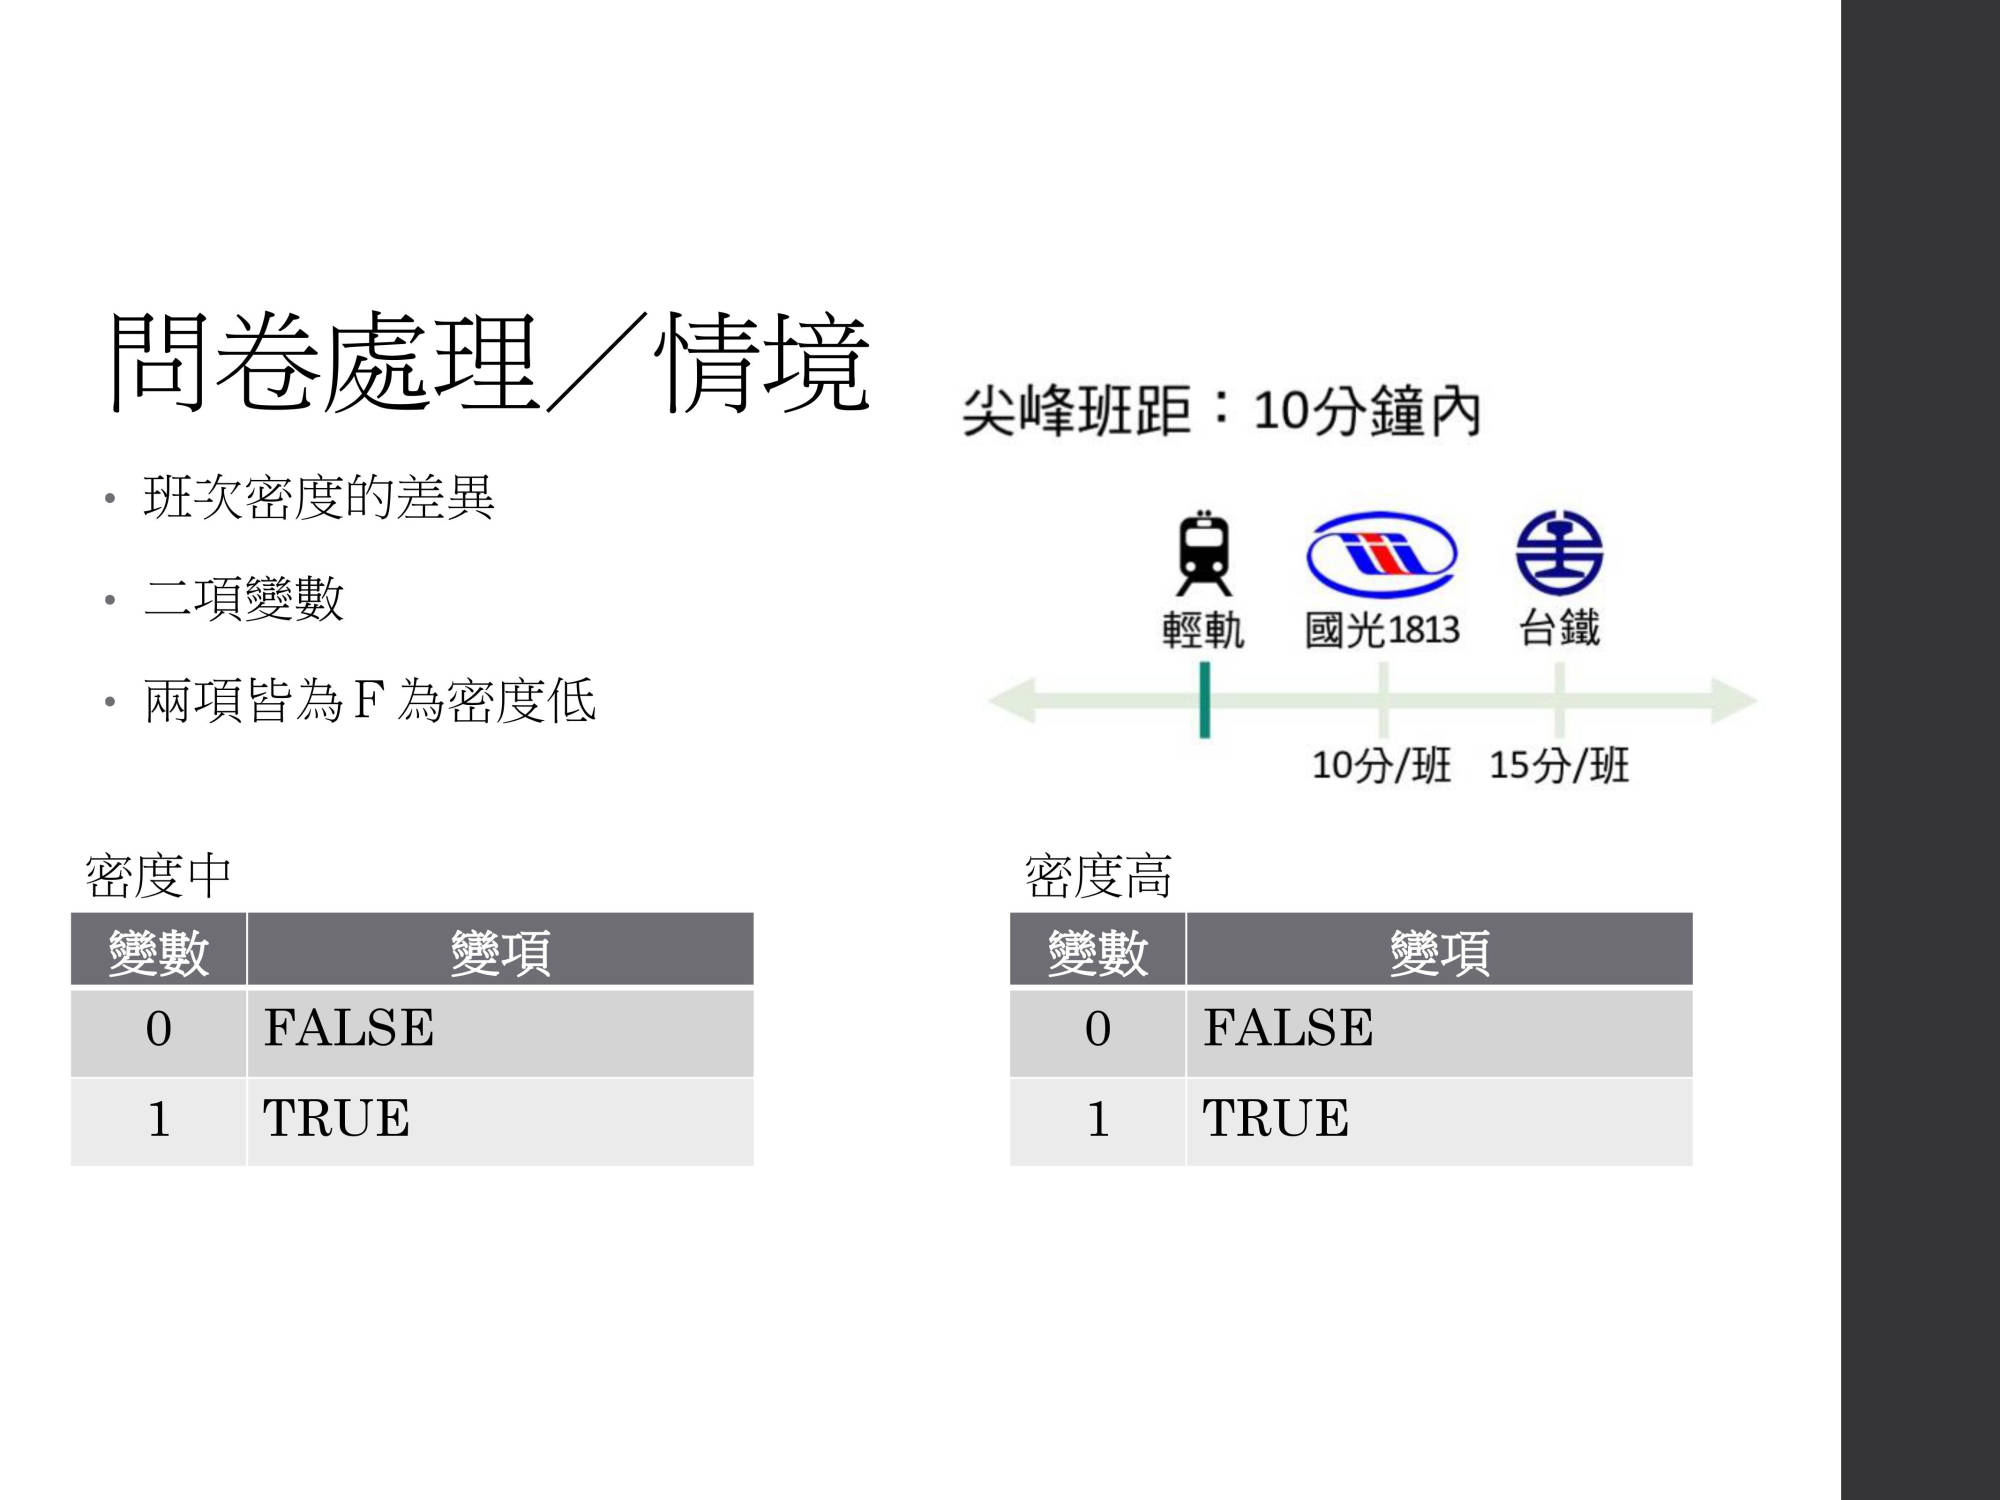 問卷處理／情境
• 班次密度的差異
• 二項變數
• 兩項皆為 F 為密度低
尖峰班距：10分鐘內
輕軌 國光1813 台鐵
10分/班 15分/班
密度中
變數 變項
0 FALSE
1 TRUE
密度高
變數 變項
0 FALSE
1 TRUE